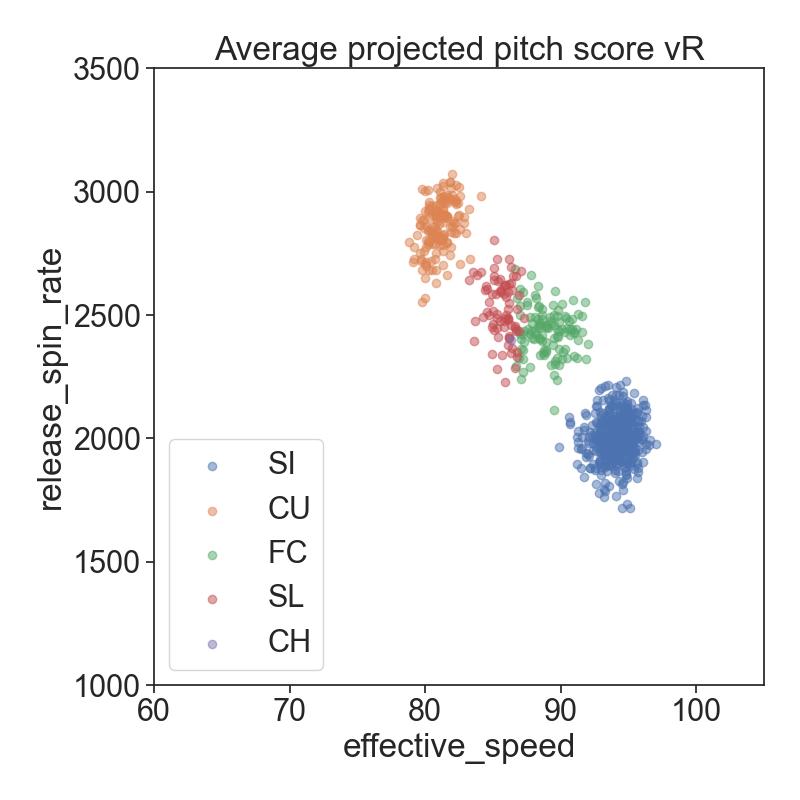 Average projected pitch score vR
3500
3000
2500
2000
1500
1000
release_spin_rate
SI
CU
FC
SL
CH
60 70 80 90 100
effective_speed